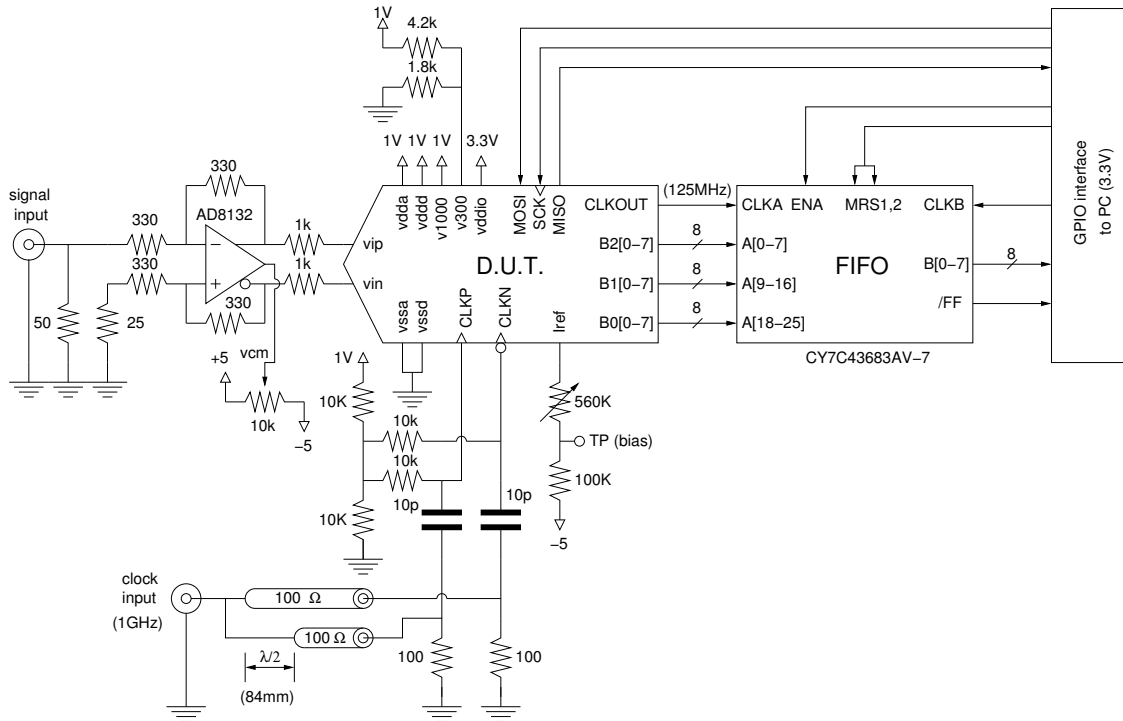 1V
4.2k
1.8k
1V 1V 1V 3.3V
330
signal
input
330
AD8132
1k
330
1k
−
+
330
50
25
vcm
+5
10k
−5
vdda
vddd
v1000
v300
vddio
MOSI
SCK
MISO
CLKOUT
(125MHz)
vip
vin
D.U.T.
B2[0−7]
8
B1[0−7]
8
B0[0−7]
8
vssa
vssd
CLKP
CLKN
Iref
CLKA ENA MRS1,2 CLKB
A[0−7]
FIFO
B[0−7]
8
A[9−16]
/FF
A[18−25]
CY7C43683AV−7
GPIO interface
to PC (3.3V)
1V
10K
10k
10k
560K
TP (bias)
100K
−5
10K
10p
10p
clock
input
(1GHz)
100 Ω
100 Ω
λ/2
(84mm)
100
100